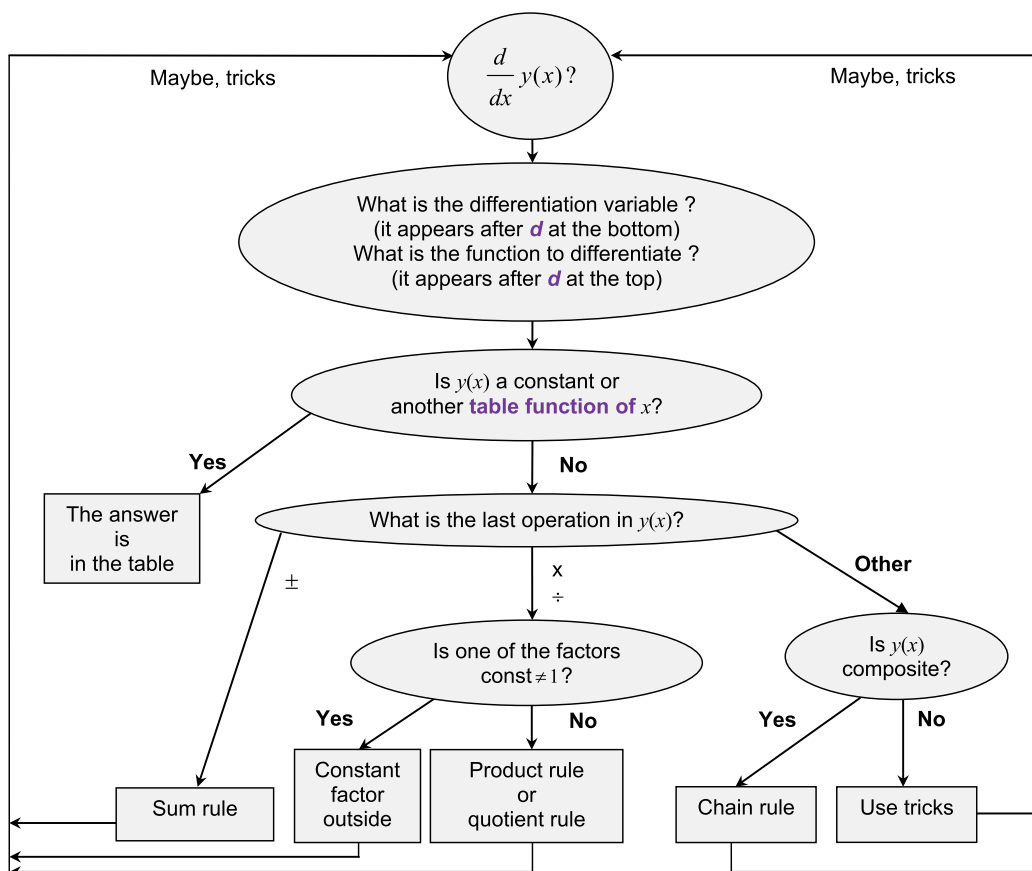 d
dx
y(x)?
Maybe, tricks
Maybe, tricks
What is the differentiation variable ?
(it appears after d at the bottom)
What is the function to differentiate ?
(it appears after d at the top)
Is y(x) a constant or
another table function of x?
Yes
No
The answer
is
in the table
What is the last operation in y(x)?
±
x
÷
Other
Is one of the factors
const ≠ 1?
Is y(x)
composite?
Yes
No
Yes
No
Sum rule
Constant
factor
outside
Product rule
or
quotient rule
Chain rule
Use tricks